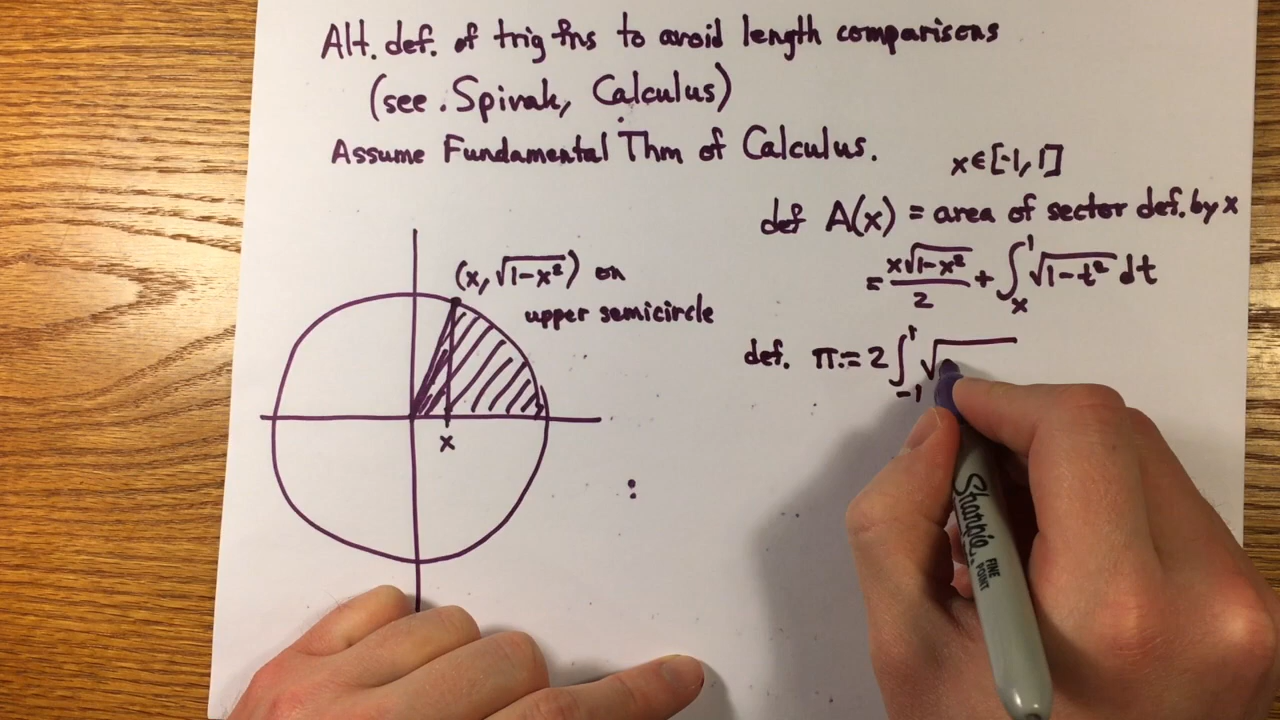 Alt. def. of trig fns to avoid length comparisons
(see Spivak, Calculus)
Assume Fundamental Thm of Calculus.
x∈[-1,1]
def A(x) = area of sector def. by x
= x√1-x² / 2 + ∫ₓ¹ √1-t² dt
(x, √1-x²) on
upper semicircle
def. π := 2∫₋₁¹ √
x
Sharpie
FINE
POINT